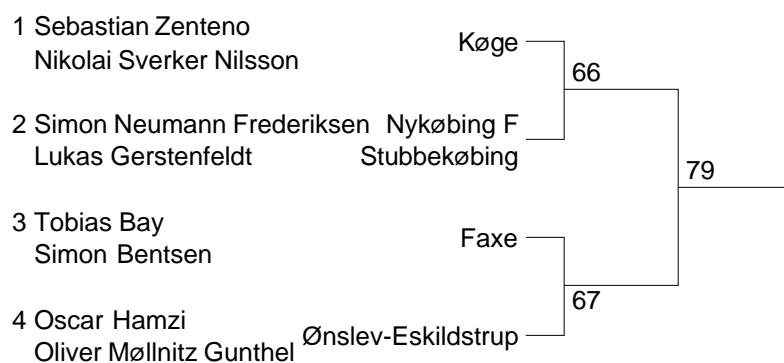 1 Sebastian Zenteno
Nikolai Sverker Nilsson
Køge
66
2 Simon Neumann Frederiksen Nykøbing F
Lukas Gerstenfeldt Stubbekøbing
79
3 Tobias Bay
Simon Bentsen
Faxe
67
4 Oscar Hamzi
Oliver Møllnitz Gunthel
Ønslev-Eskildstrup